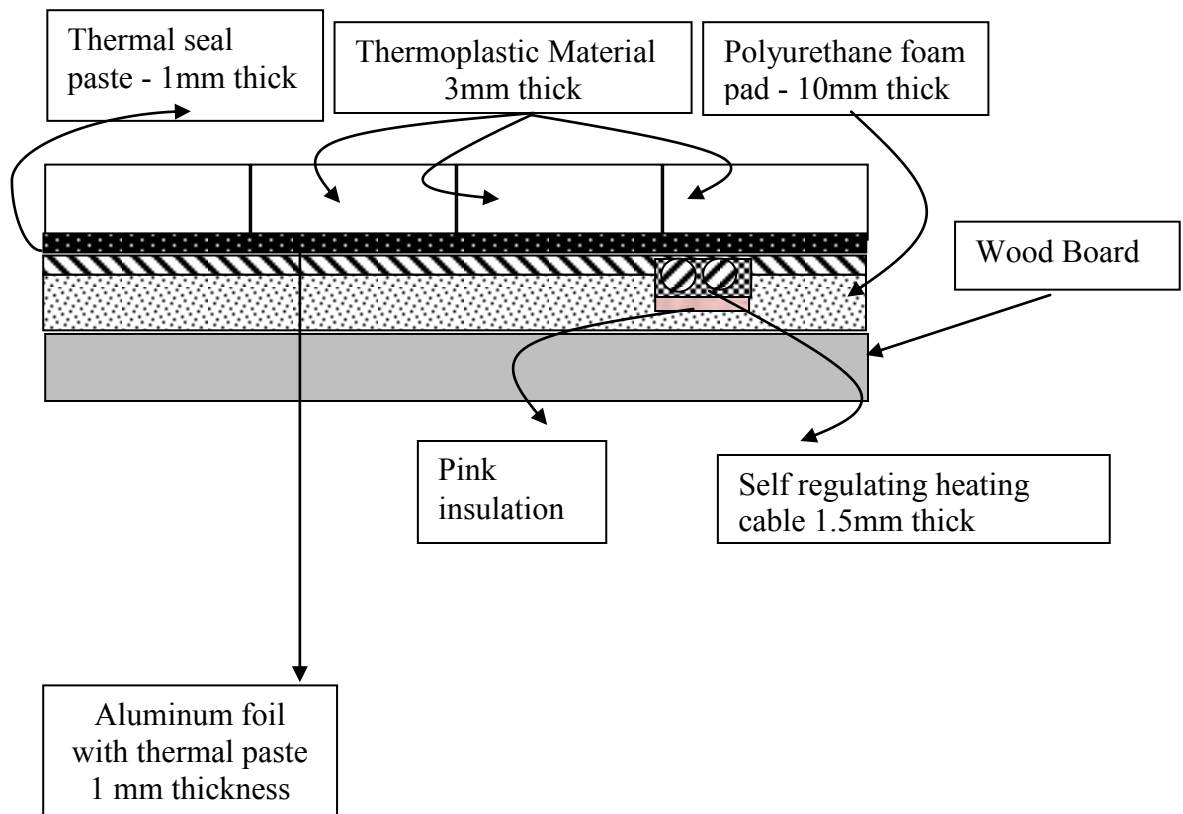 Thermal seal
paste - 1mm thick
Thermoplastic Material
3mm thick
Polyurethane foam
pad - 10mm thick
Wood Board
Pink
insulation
Self regulating heating
cable 1.5mm thick
Aluminum foil
with thermal paste
1 mm thickness